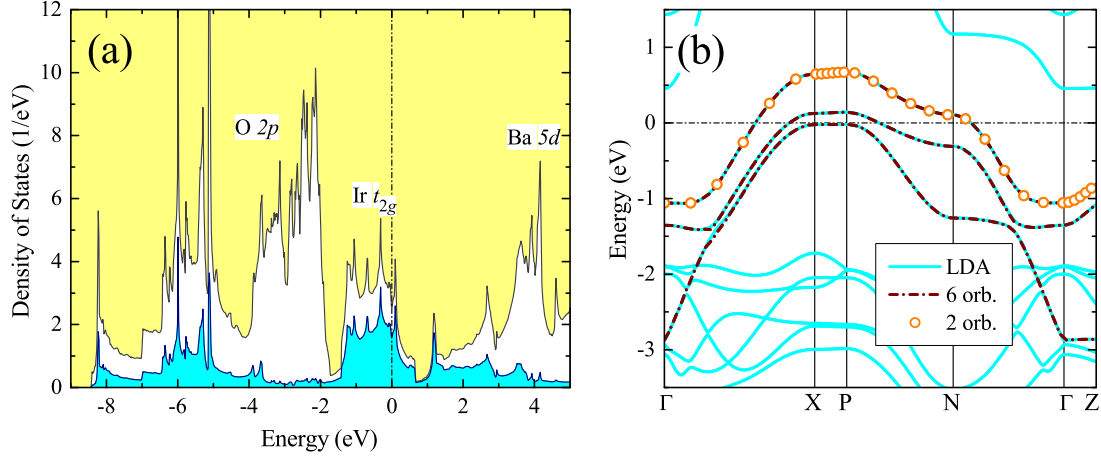 (a)
Density of States (1/eV)
12
10
8
6
4
2
0
O 2p
Ir t2g
Ba 5d
-8 -6 -4 -2 0 2 4
Energy (eV)
(b)
Energy (eV)
1
0
-1
-2
-3
LDA
6 orb.
2 orb.
Γ X P N Γ Z